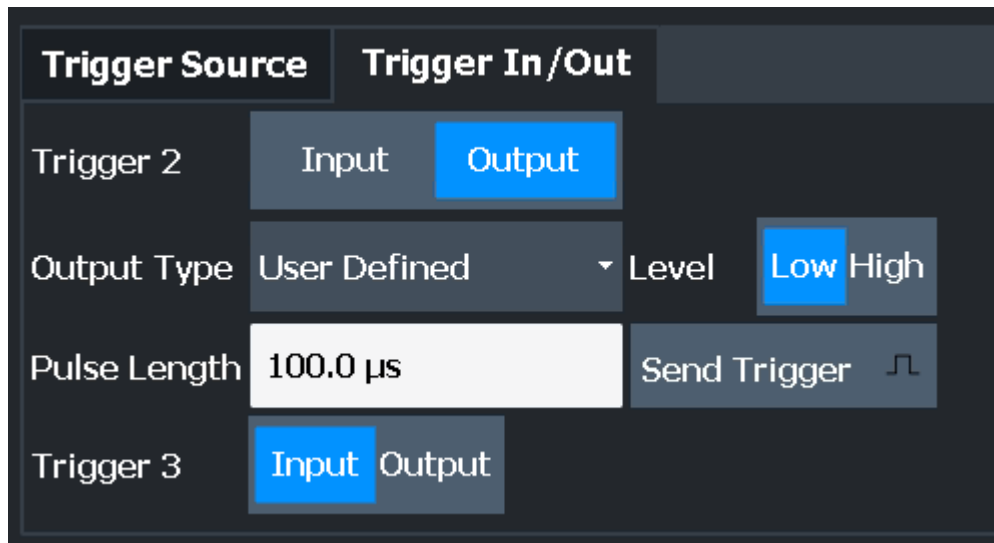 Trigger Source Trigger In/Out
Trigger 2 Input Output
Output Type User Defined Level Low High
Pulse Length 100.0 µs Send Trigger
Trigger 3 Input Output